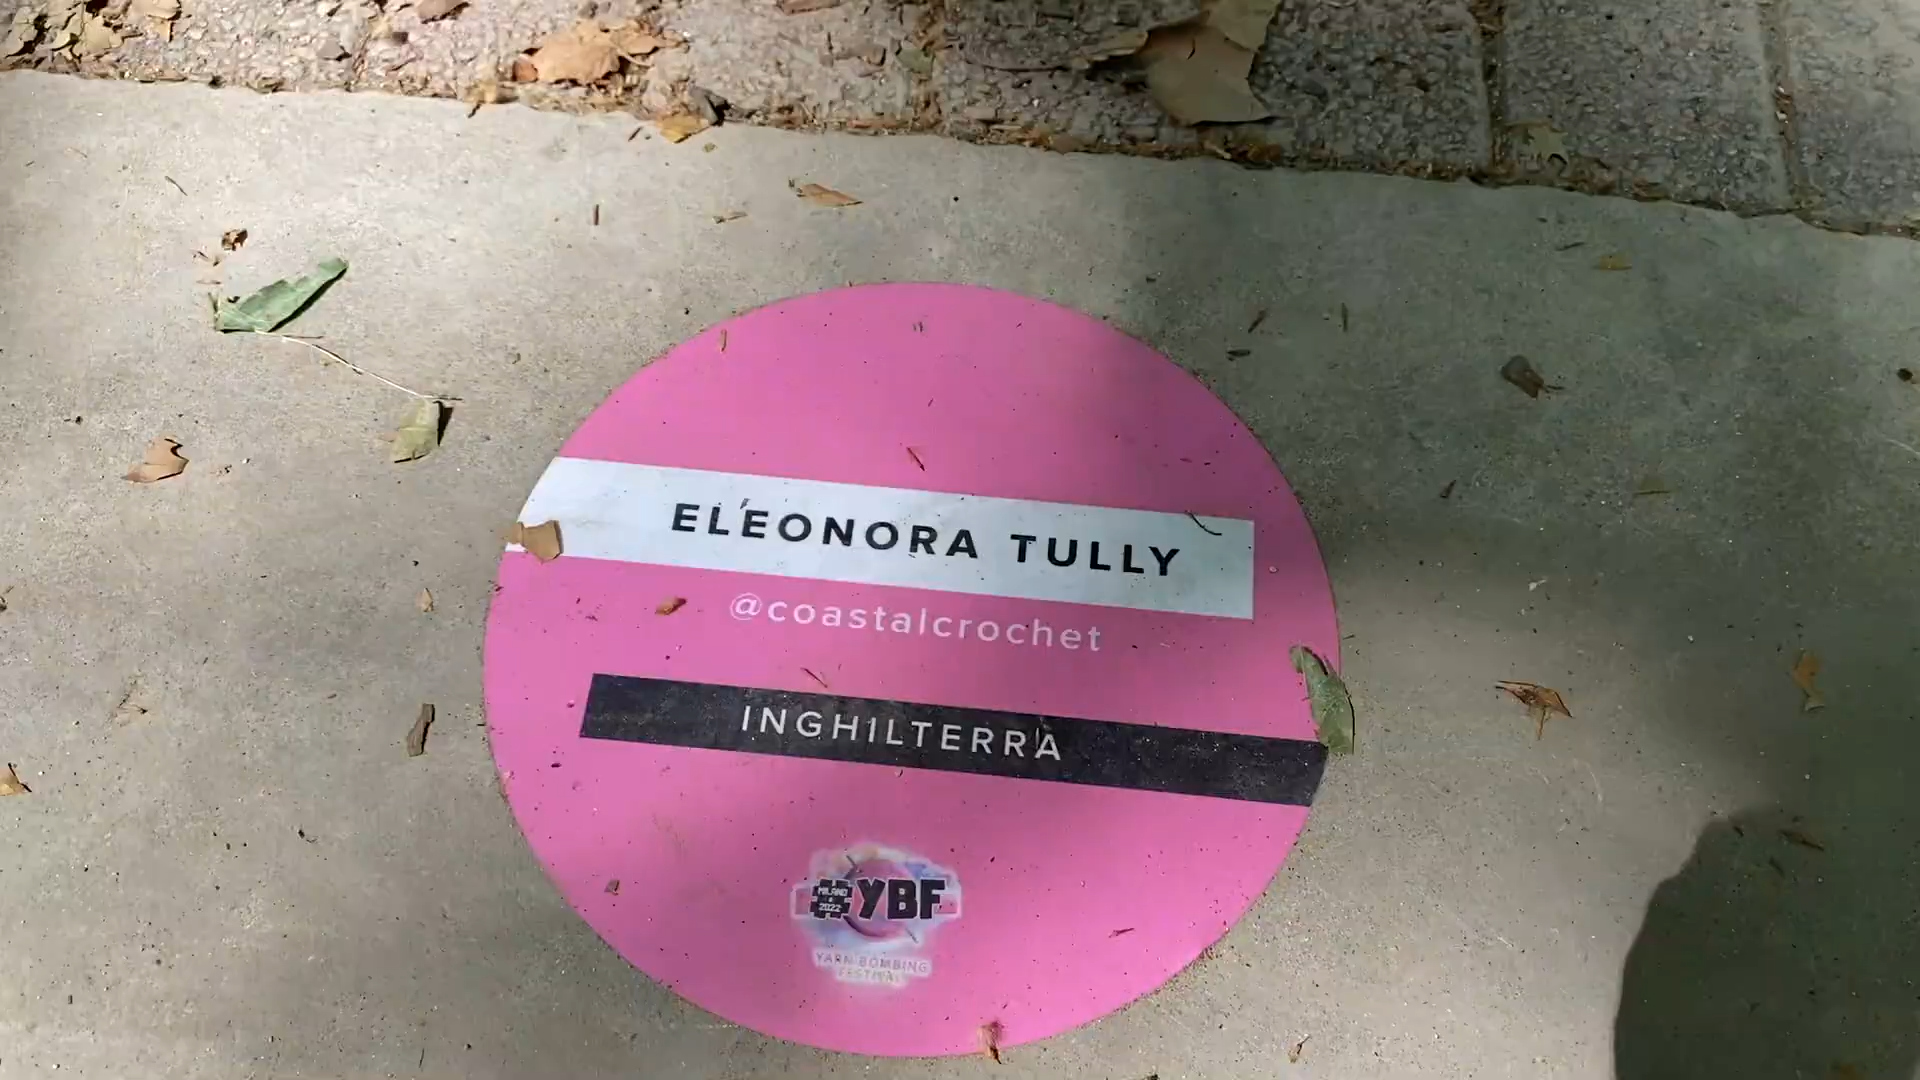 ELEONORA TULLY
@coastalcrochet
INGHILTERRA
MILANO
2022
#YBF
YARN BOMBING
FESTIVAL